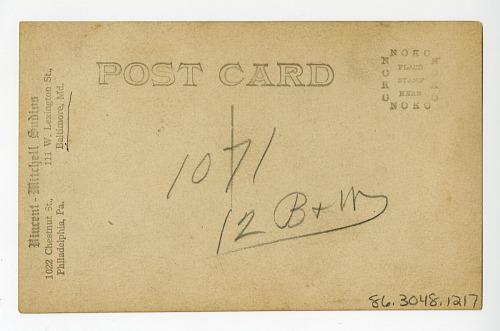 POST CARD
NOKO
NOKO
PLACE
STAMP
HERE
NOKO
NOKO
Vincent-Mitchell Sudios
1022 Chestnut St., 111 W. Lexington St.,
Philadelphia, Pa. Baltimore, Md.
1071
12 B+W
86.3048.1217